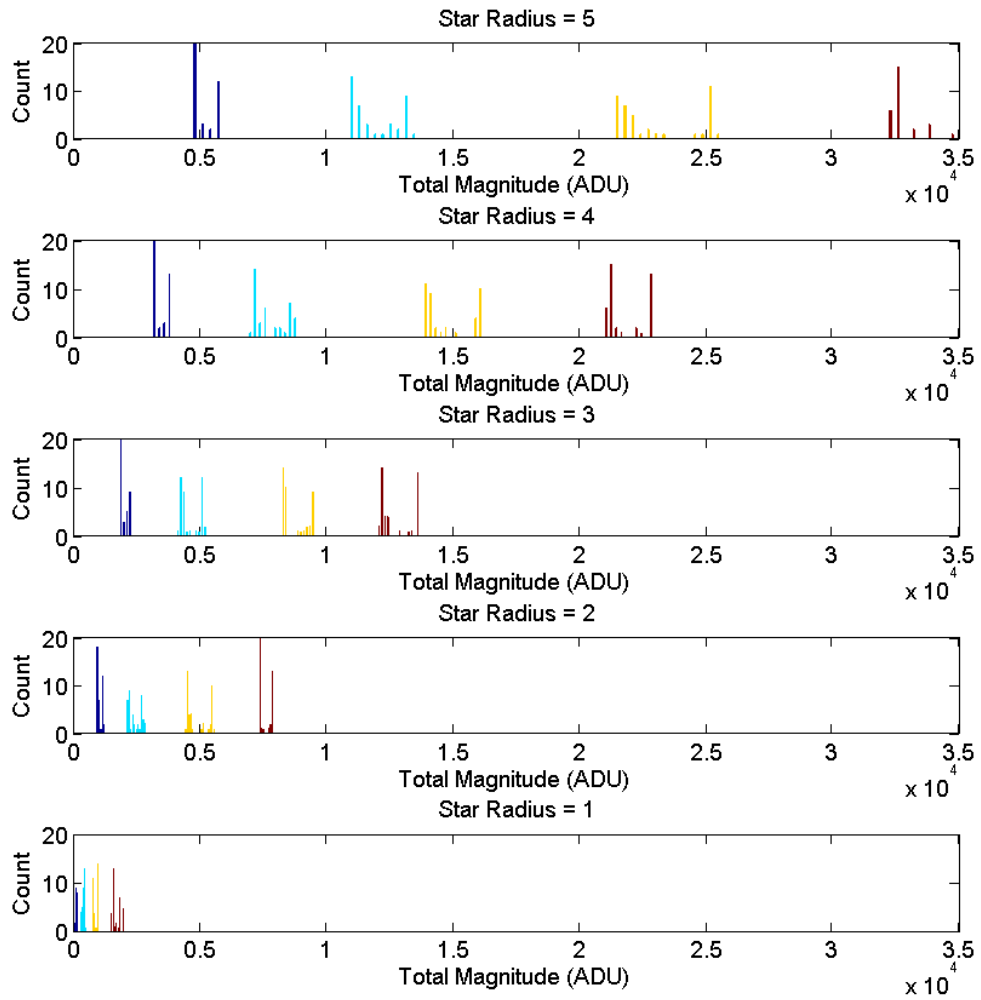 Star Radius = 5
Count
20
10
0
0 0.5 1 1.5 2 2.5 3 3.5
Total Magnitude (ADU)
x 10^4
Star Radius = 4
Count
20
10
0
0 0.5 1 1.5 2 2.5 3 3.5
Total Magnitude (ADU)
x 10^4
Star Radius = 3
Count
20
10
0
0 0.5 1 1.5 2 2.5 3 3.5
Total Magnitude (ADU)
x 10^4
Star Radius = 2
Count
20
10
0
0 0.5 1 1.5 2 2.5 3 3.5
Total Magnitude (ADU)
x 10^4
Star Radius = 1
Count
20
10
0
0 0.5 1 1.5 2 2.5 3 3.5
Total Magnitude (ADU)
x 10^4